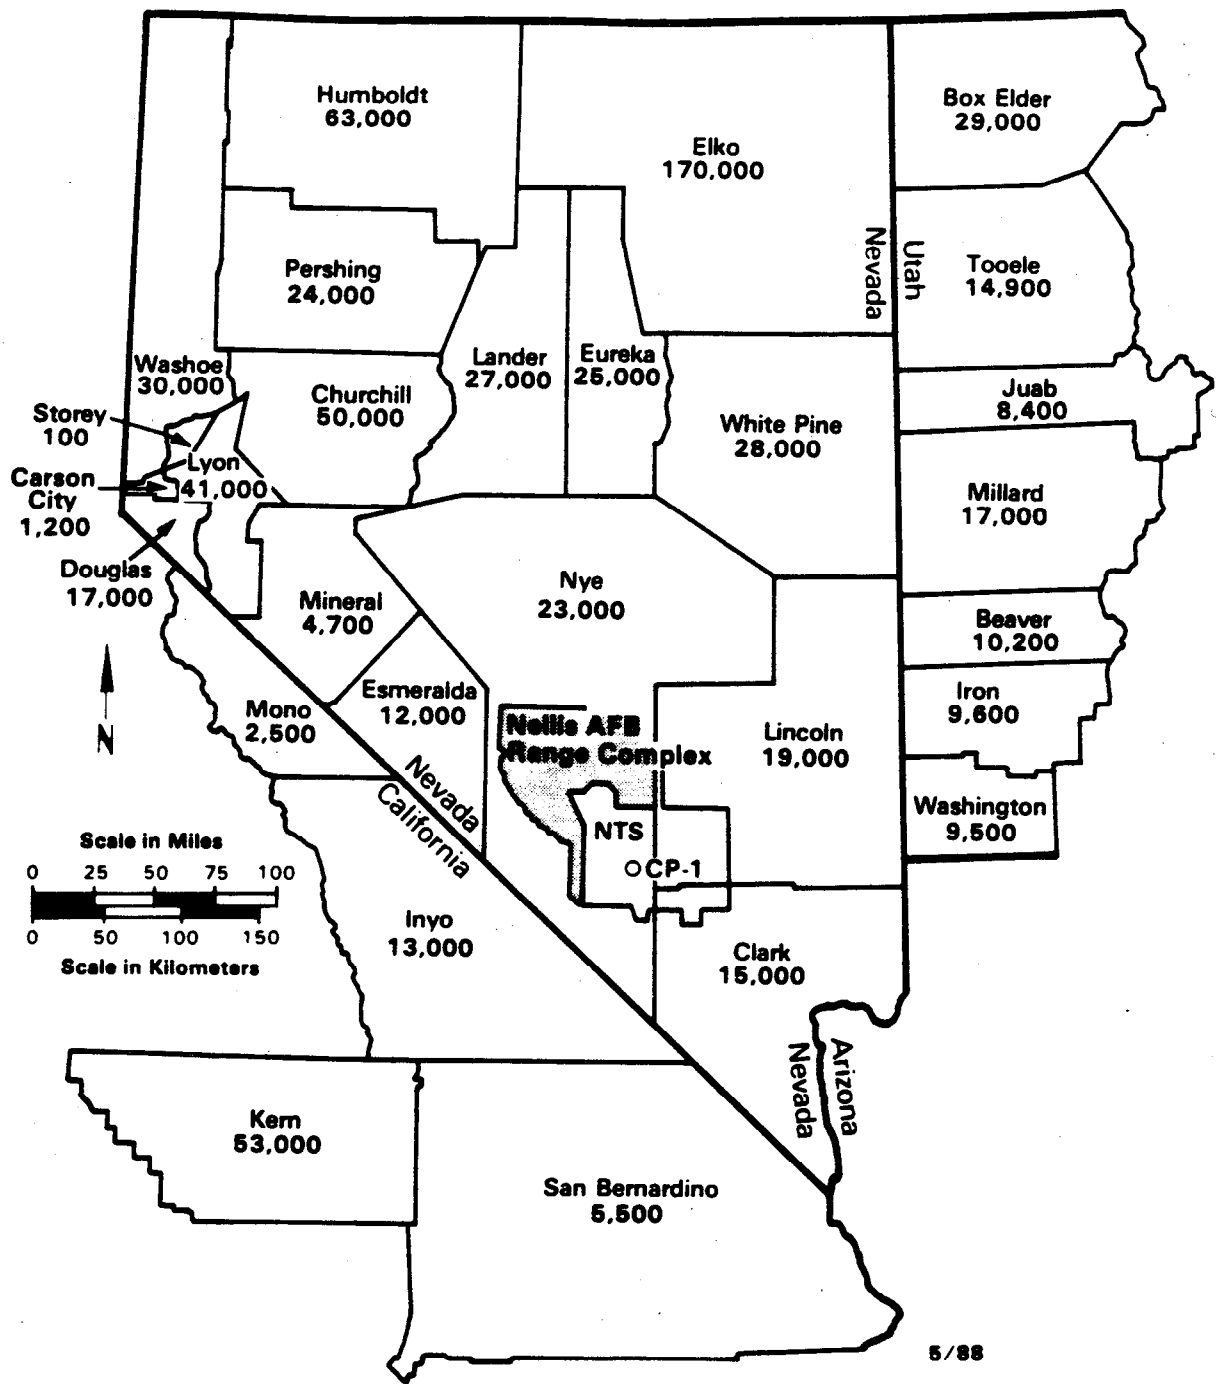 Humboldt
63,000
Elko
170,000
Box Elder
29,000
Pershing
24,000
Nevada
Utah
Tooele
14,900
Washoe
30,000
Lander
27,000
Eureka
25,000
Churchill
50,000
Juab
8,400
Storey
100
White Pine
28,000
Lyon
41,000
Carson
City
1,200
Millard
17,000
Douglas
17,000
Nye
23,000
Mineral
4,700
Beaver
10,200
Esmeralda
12,000
Iron
9,600
N
Mono
2,500
Nellis AFB
Range Complex
Lincoln
19,000
Nevada
California
Washington
9,500
NTS
CP-1
Scale in Miles
0 25 50 75 100
0 50 100 150
Scale in Kilometers
Inyo
13,000
Clark
15,000
Arizona
Nevada
Kern
53,000
San Bernardino
5,500
5/88